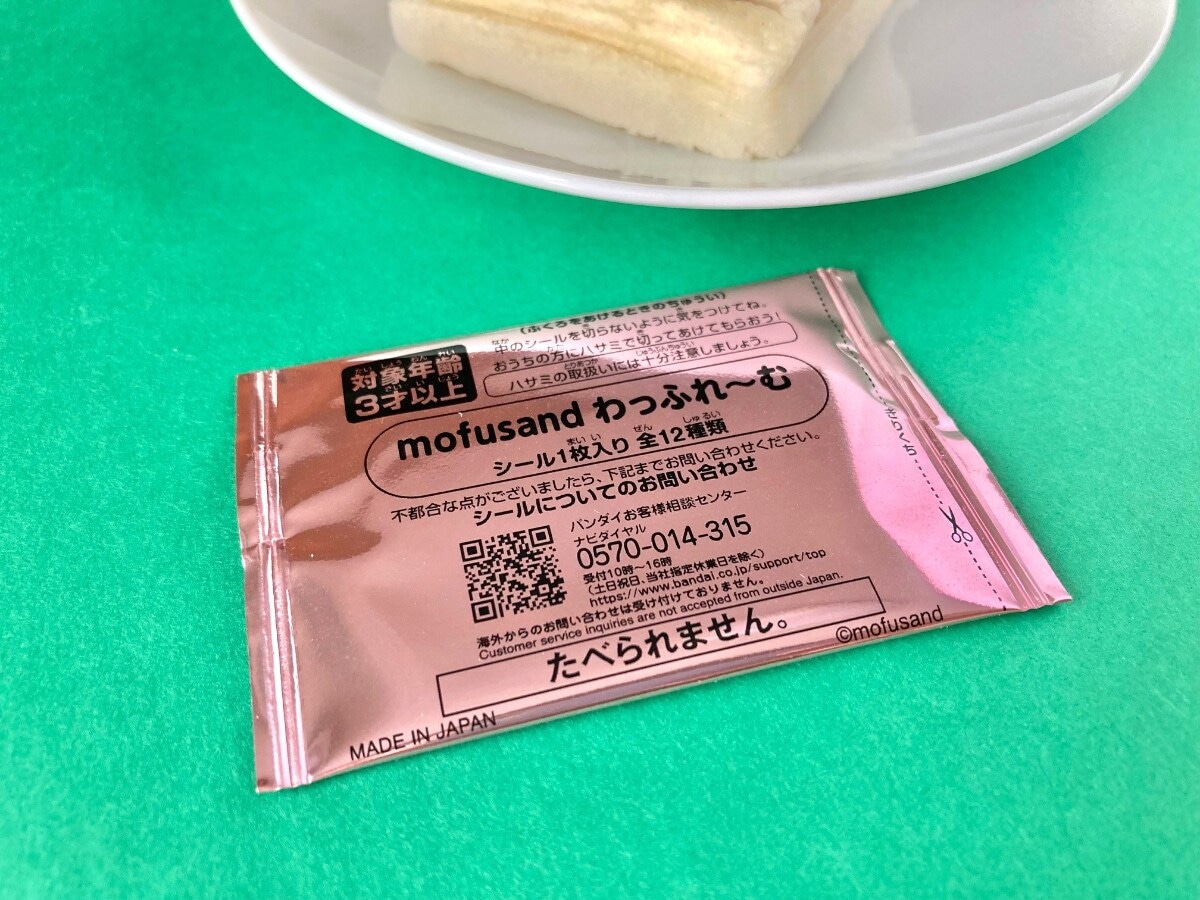 (ふくろをあけるときのちゅうい)
中のシールを切らないように気をつけてね。
おうちの方にハサミで切ってあけてもらおう!
ハサミの取扱いには十分注意しましょう。
対象年齢
3才以上
mofusand わっふれ〜む
シール1枚入り 全12種類
不都合な点がございましたら、下記までお問い合わせください。
シールについてのお問い合わせ
バンダイお客様相談センター
ナビダイヤル
0570-014-315
受付10時〜16時
(土日祝日、当社指定休業日を除く)
https://www.bandai.co.jp/support/top
海外からのお問い合わせは受け付けておりません。
Customer service inquiries are not accepted from outside Japan.
たべられません。
©mofusand
MADE IN JAPAN
きりくち